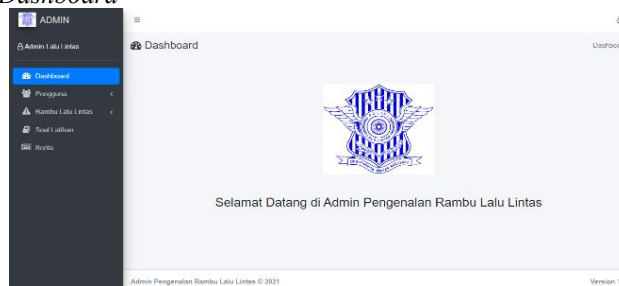 Dashboard
ADMIN
Admin Lalu Lintas
Dashboard
Pengguna
Rambu Lalu Lintas
Soal Latihan
Berita
Dashboard
Dashboa
Selamat Datang di Admin Pengenalan Rambu Lalu Lintas
Admin Pengenalan Rambu Lalu Lintas © 2021
Version